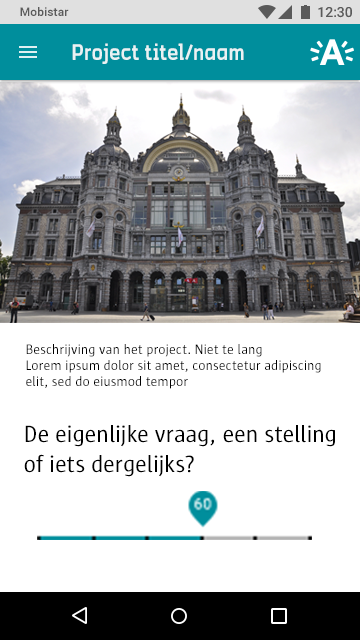 Mobistar
12:30
Project titel/naam
A
Beschrijving van het project. Niet te lang
Lorem ipsum dolor sit amet, consectetur adipiscing
elit, sed do eiusmod tempor
De eigenlijke vraag, een stelling
of iets dergelijks?
60